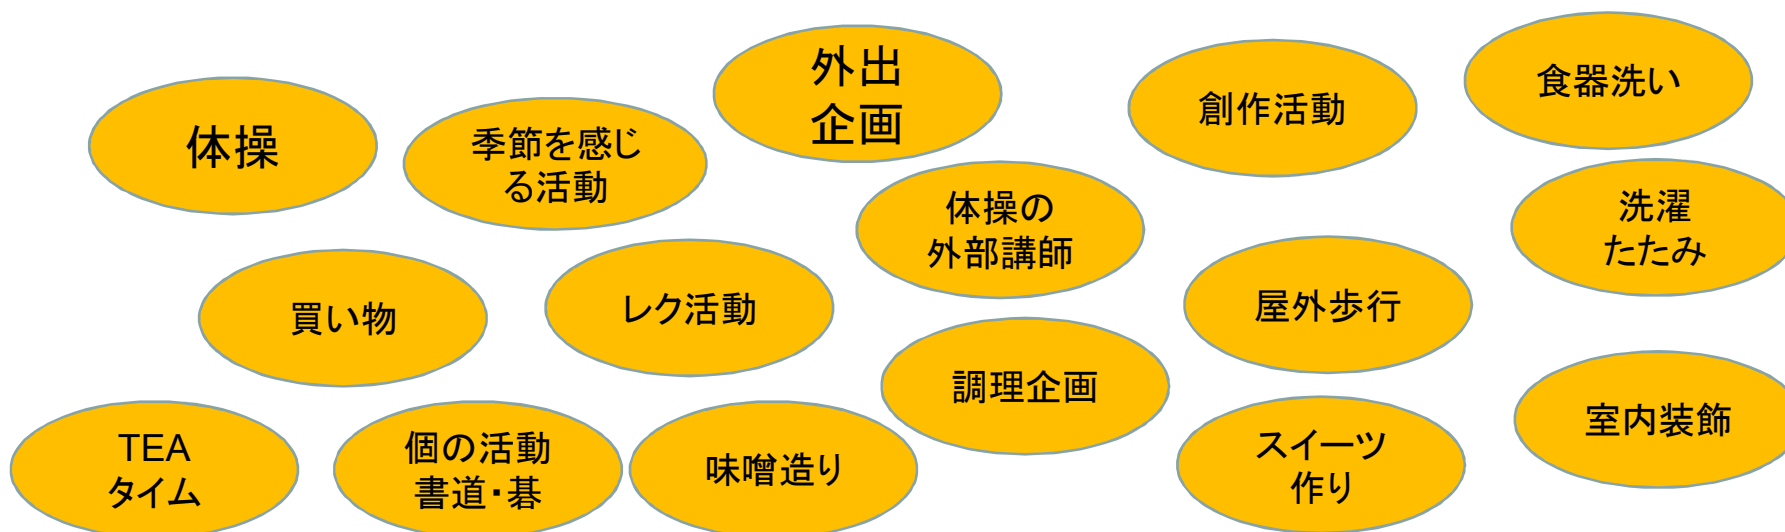 体操
季節を感じ
る活動
外出
企画
創作活動
食器洗い
体操の
外部講師
洗濯
たたみ
買い物
レク活動
屋外歩行
調理企画
TEA
タイム
個の活動
書道・碁
味噌造り
スイーツ
作り
室内装飾